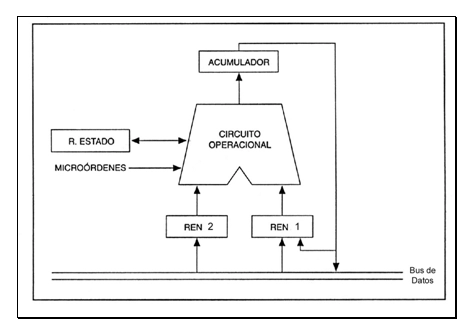 ACUMULADOR
CIRCUITO
OPERACIONAL
R. ESTADO
MICROÓRDENES
REN 2
REN 1
Bus de
Datos